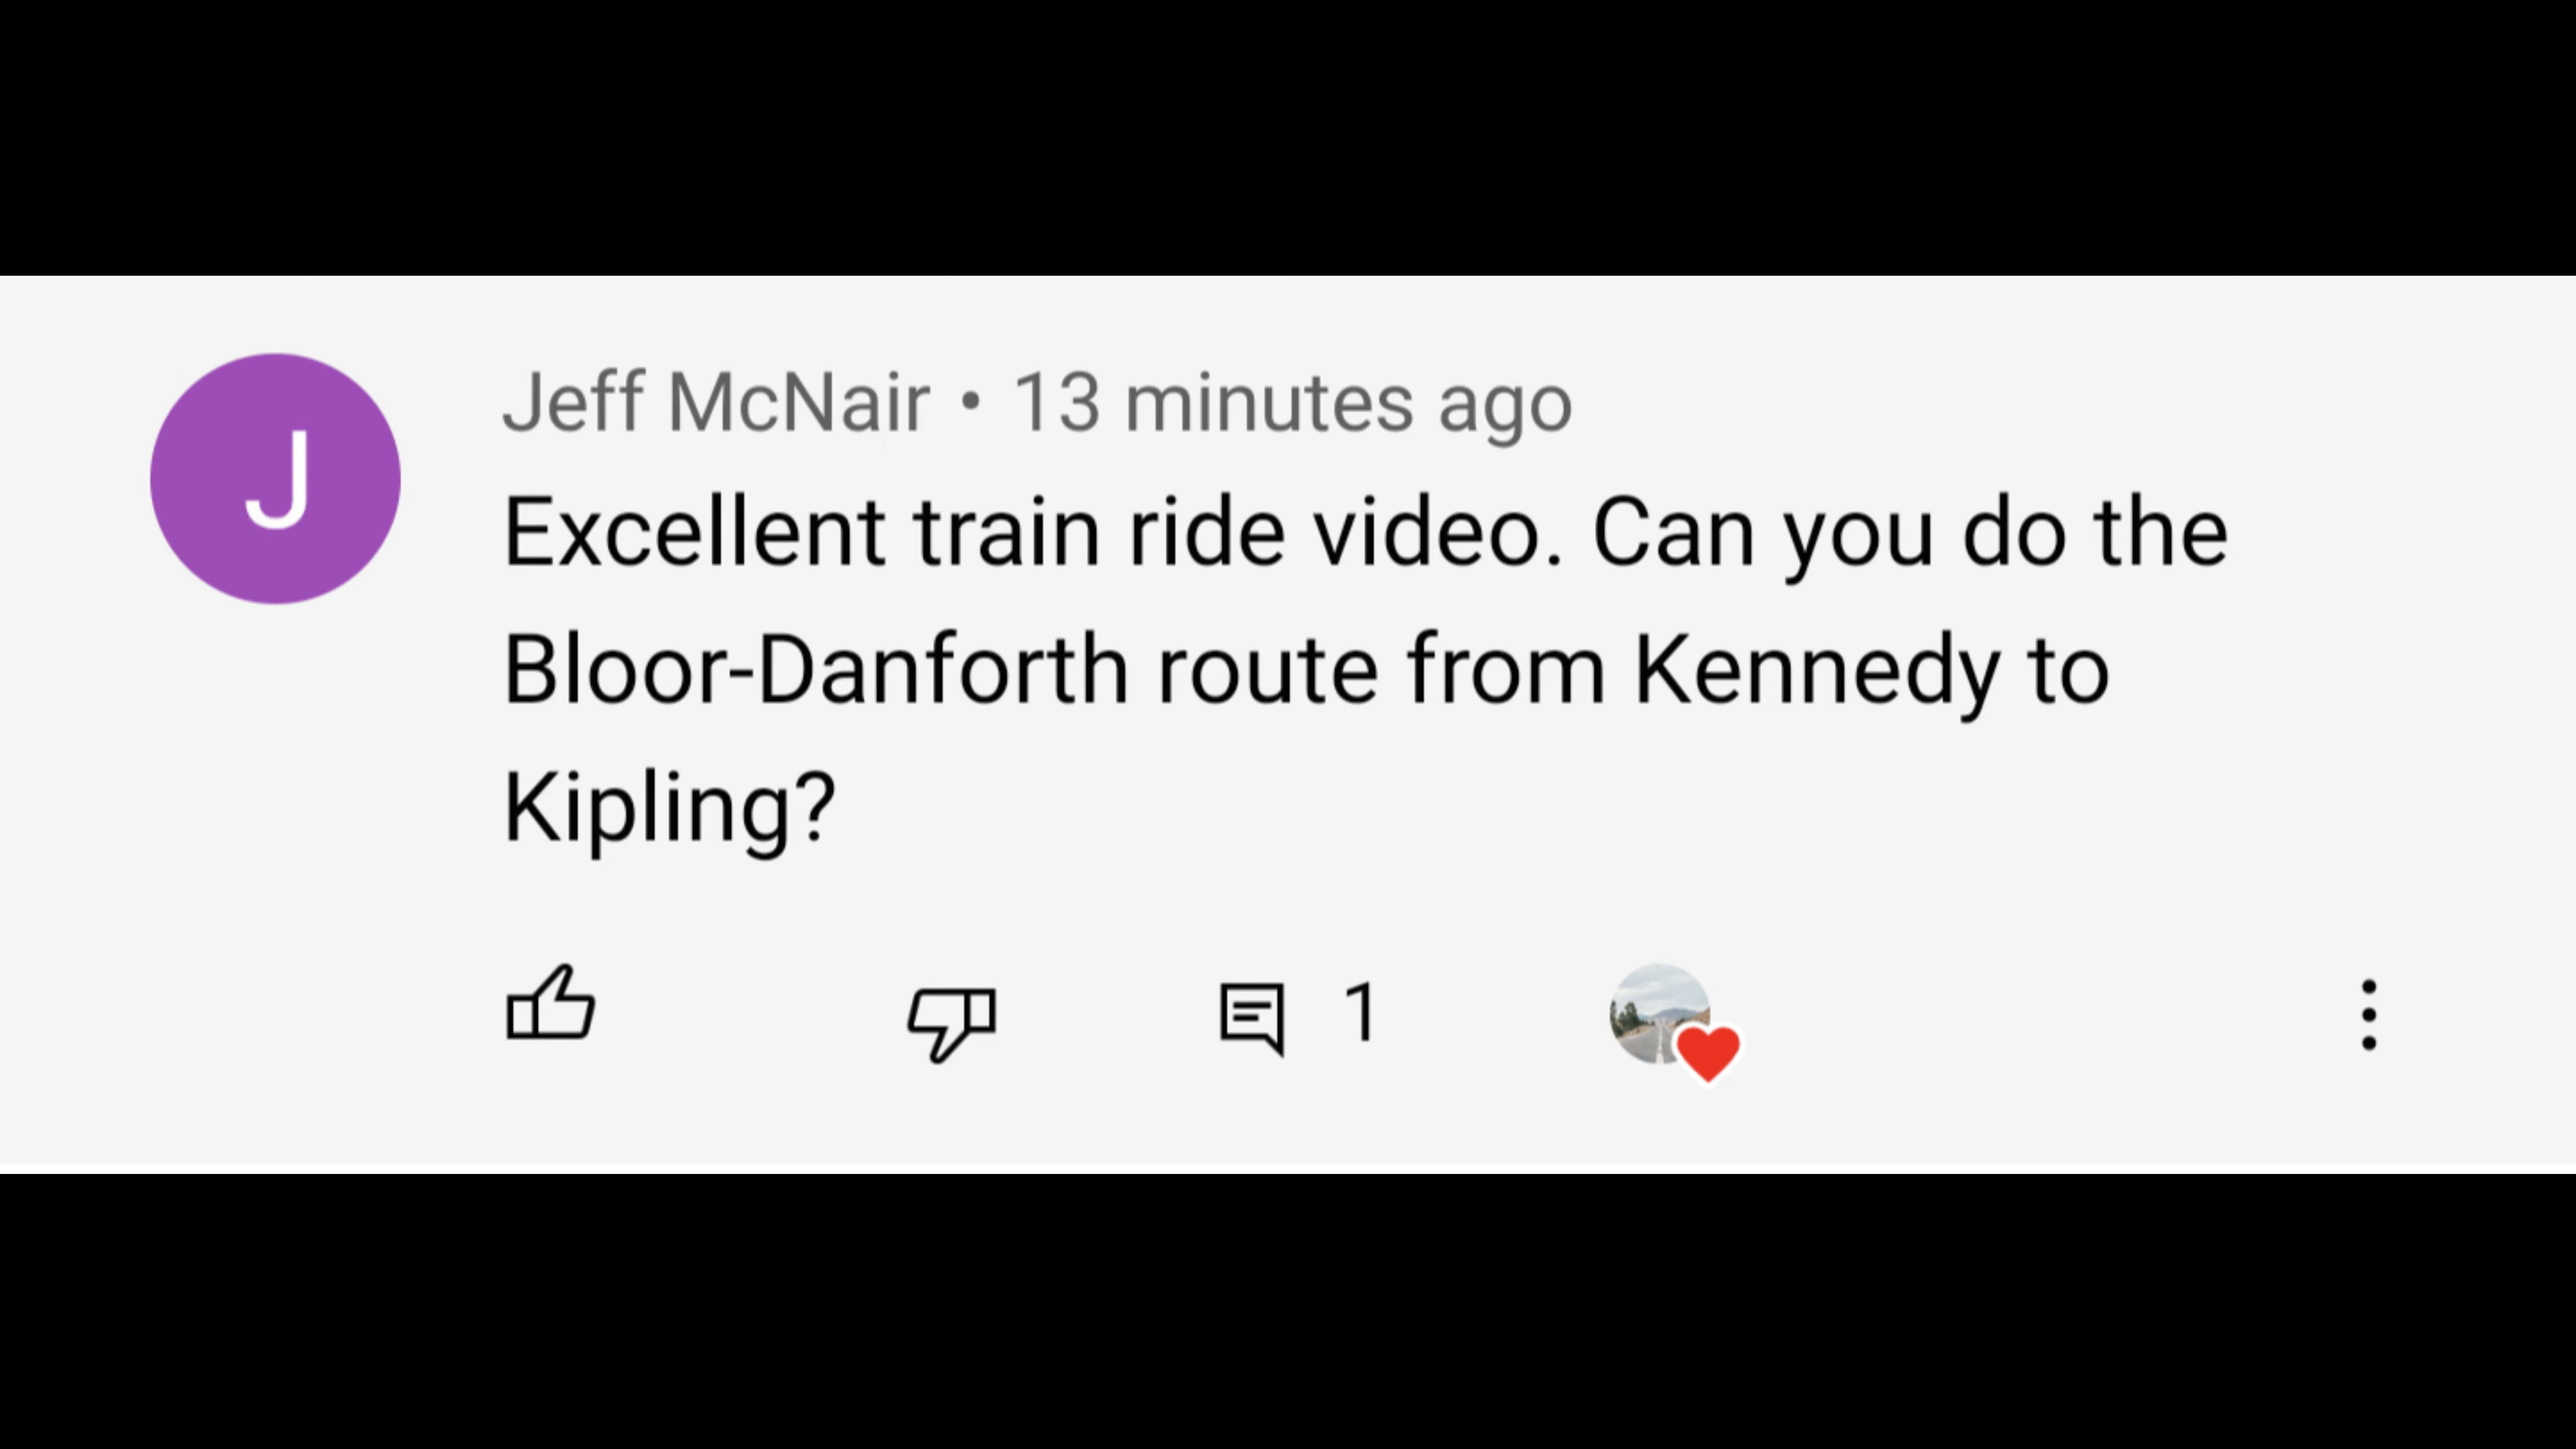 J
Jeff McNair • 13 minutes ago
Excellent train ride video. Can you do the
Bloor-Danforth route from Kennedy to
Kipling?
1